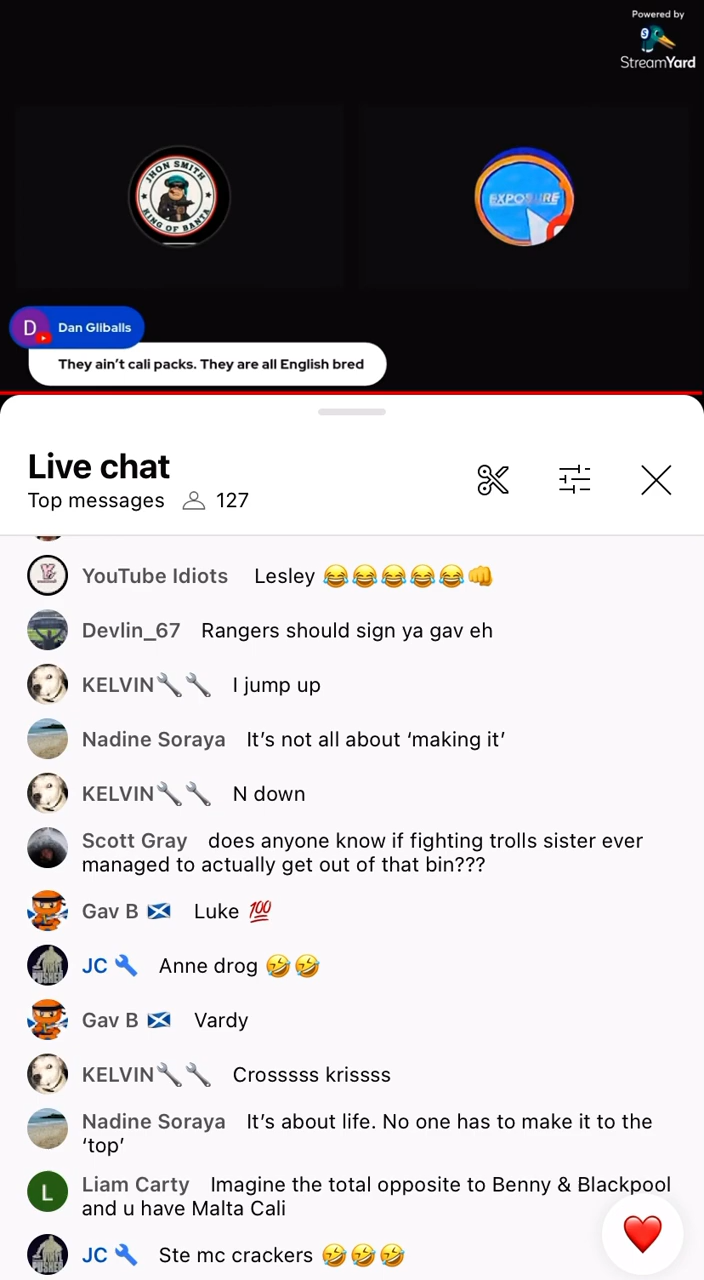 Powered by
StreamYard
JHON SMITH
KING OF BANTA
EXPOSURE
D Dan Gliballs
They ain’t cali packs. They are all English bred
Live chat
Top messages 127
YouTube Idiots Lesley 😂😂😂😂😂👊
Devlin_67 Rangers should sign ya gav eh
KELVIN🔧🔧 I jump up
Nadine Soraya It’s not all about ‘making it’
KELVIN🔧🔧 N down
Scott Gray does anyone know if fighting trolls sister ever
managed to actually get out of that bin???
Gav B 🏴󠁧󠁢󠁳󠁣󠁴󠁿 Luke 💯
JC 🔧 Anne drog 🤣🤣
Gav B 🏴󠁧󠁢󠁳󠁣󠁴󠁿 Vardy
KELVIN🔧🔧 Crosssss krissss
Nadine Soraya It’s about life. No one has to make it to the
‘top’
L Liam Carty Imagine the total opposite to Benny & Blackpool
and u have Malta Cali
JC 🔧 Ste mc crackers 🤣🤣🤣